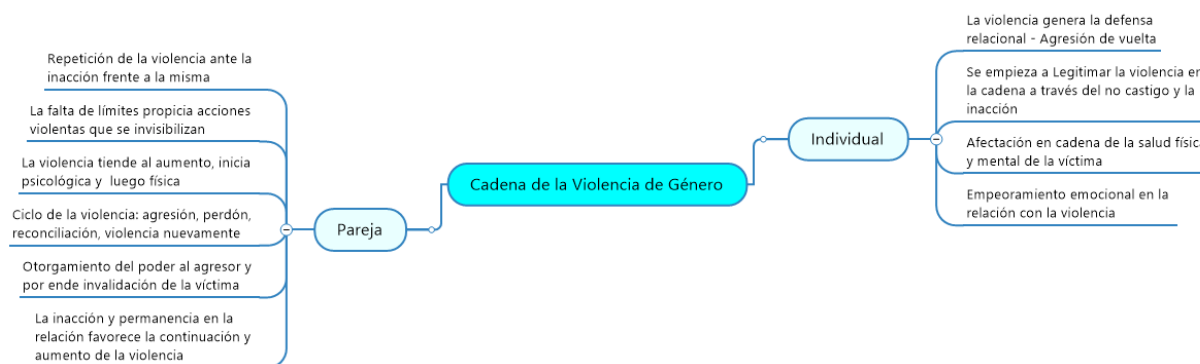 Cadena de la Violencia de Género
Pareja
Repetición de la violencia ante la
inacción frente a la misma
La falta de límites propicia acciones
violentas que se invisibilizan
La violencia tiende al aumento, inicia
psicológica y luego física
Ciclo de la violencia: agresión, perdón,
reconciliación, violencia nuevamente
Otorgamiento del poder al agresor y
por ende invalidación de la víctima
La inacción y permanencia en la
relación favorece la continuación y
aumento de la violencia
Individual
La violencia genera la defensa
relacional - Agresión de vuelta
Se empieza a Legitimar la violencia en
la cadena a través del no castigo y la
inacción
Afectación en cadena de la salud física
y mental de la víctima
Empeoramiento emocional en la
relación con la violencia